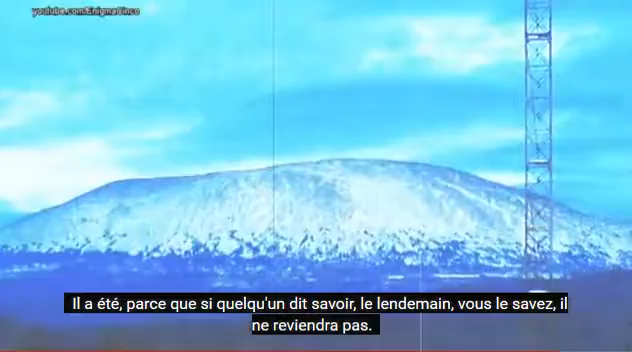 youtube.com/EnigmaCinco
Il a été, parce que si quelqu'un dit savoir, le lendemain, vous le savez, il
ne reviendra pas.